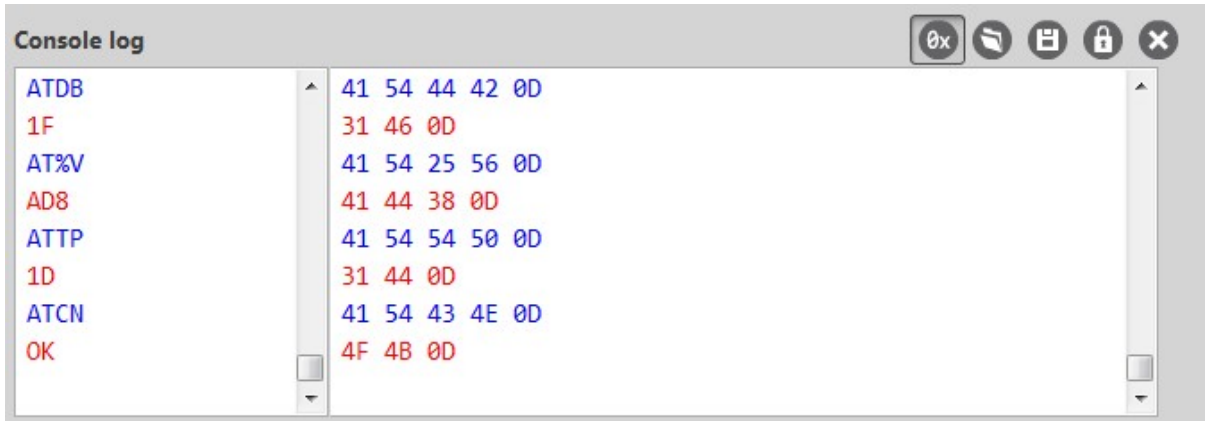 Console log
0x
ATDB 41 54 44 42 0D
1F 31 46 0D
AT%V 41 54 25 56 0D
AD8 41 44 38 0D
ATTP 41 54 54 50 0D
1D 31 44 0D
ATCN 41 54 43 4E 0D
OK 4F 4B 0D